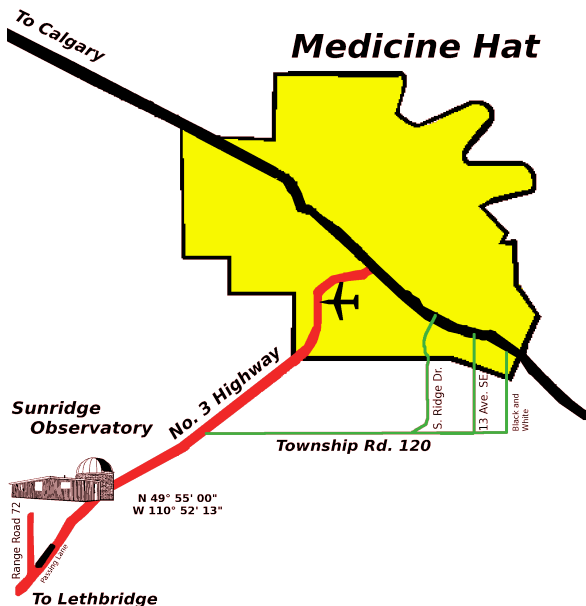 To Calgary
Medicine Hat
No. 3 Highway
S. Ridge Dr.
13 Ave. SE
Black and
White
Sunridge
Observatory
Township Rd. 120
N 49° 55' 00"
W 110° 52' 13"
Range Road 72
Passing Lane
To Lethbridge